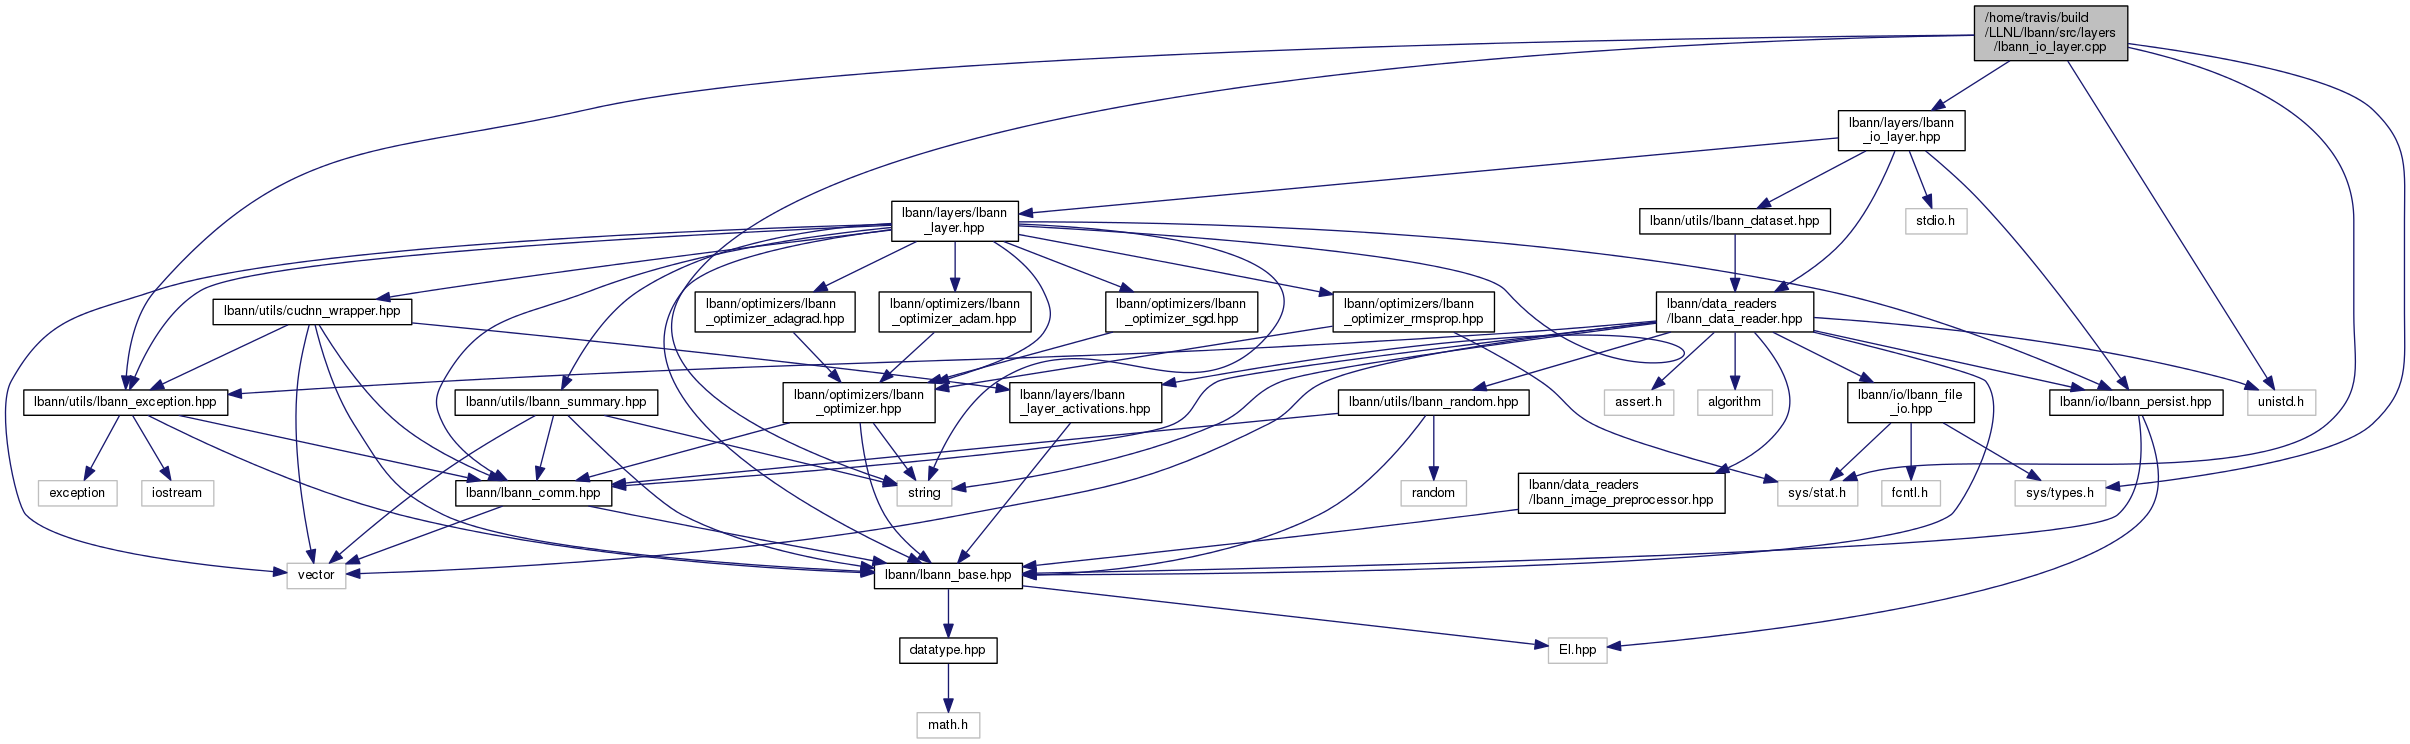 /home/travis/build
/LLNL/lbann/src/layers
/lbann_io_layer.cpp
lbann/layers/lbann
_io_layer.hpp
lbann/layers/lbann
_layer.hpp
lbann/utils/lbann_dataset.hpp
stdio.h
lbann/utils/cudnn_wrapper.hpp
lbann/optimizers/lbann
_optimizer_adagrad.hpp
lbann/optimizers/lbann
_optimizer_adam.hpp
lbann/optimizers/lbann
_optimizer_sgd.hpp
lbann/optimizers/lbann
_optimizer_rmsprop.hpp
lbann/data_readers
/lbann_data_reader.hpp
lbann/utils/lbann_exception.hpp
lbann/utils/lbann_summary.hpp
lbann/optimizers/lbann
_optimizer.hpp
lbann/layers/lbann
_layer_activations.hpp
lbann/utils/lbann_random.hpp
assert.h
algorithm
lbann/io/lbann_file
_io.hpp
lbann/io/lbann_persist.hpp
unistd.h
exception
iostream
lbann/lbann_comm.hpp
string
random
lbann/data_readers
/lbann_image_preprocessor.hpp
sys/stat.h
fcntl.h
sys/types.h
vector
lbann/lbann_base.hpp
datatype.hpp
El.hpp
math.h